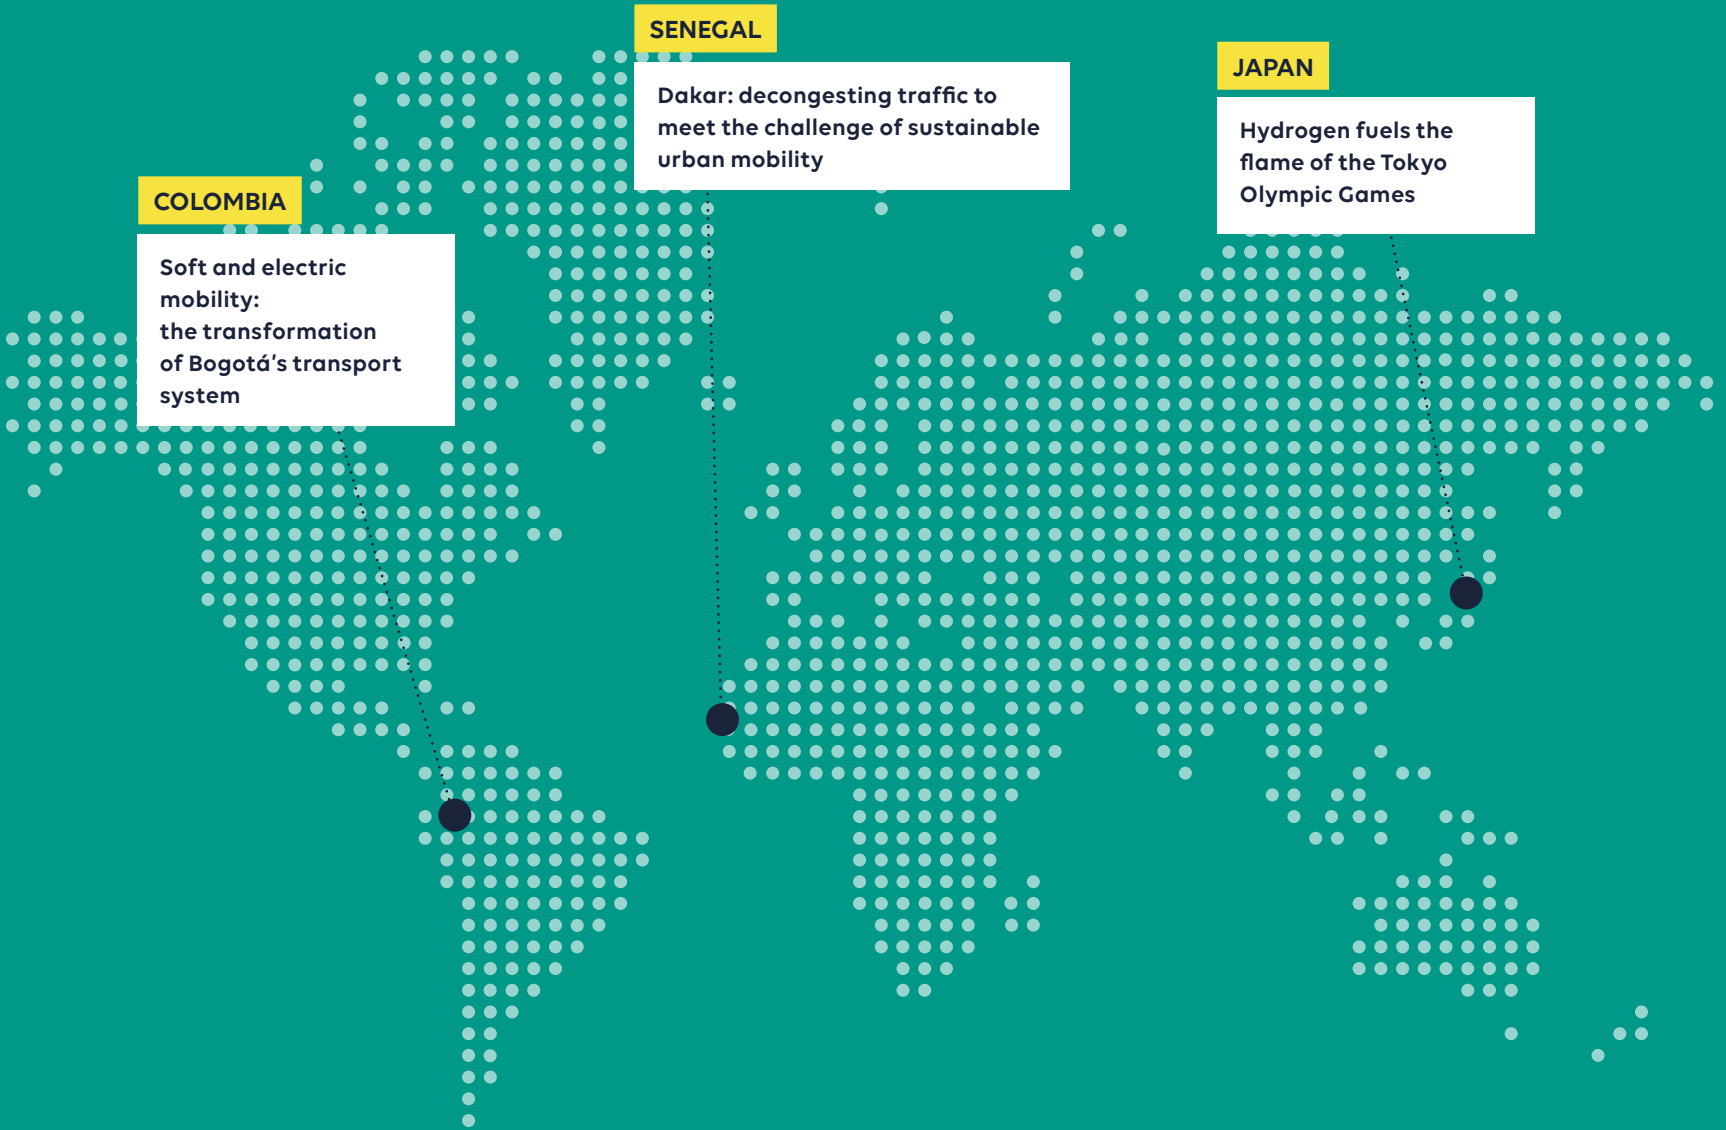 SENEGAL
Dakar: decongesting traffic to
meet the challenge of sustainable
urban mobility
JAPAN
Hydrogen fuels the
flame of the Tokyo
Olympic Games
COLOMBIA
Soft and electric
mobility:
the transformation
of Bogotá's transport
system